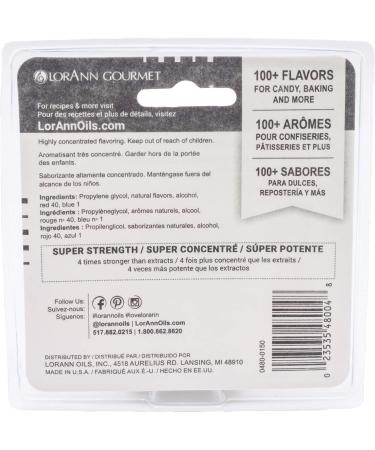 LORANN GOURMET
For recipes & more visit
Pour des recettes et plus de détails, visitez
LorAnnOils.com
Highly concentrated flavoring. Keep out of reach of children.
Aromatisant très concentré. Garder hors de la portée
des enfants.
Saborizante altamente concentrado. Manténgase fuera del
alcance de los niños.
Ingredients: Propylene glycol, natural flavors, alcohol,
red 40, blue 1
Ingrédients : Propylèneglycol, arômes naturels, alcool,
rouge nº 40, bleu nº 1
Ingredientes: Propilenglicol, saborizantes naturales, alcohol,
rojo 40, azul 1
100+ FLAVORS
FOR CANDY, BAKING
AND MORE
100+ ARÔMES
POUR CONFISERIES,
PÂTISSERIES ET PLUS
100+ SABORES
PARA DULCES,
REPOSTERÍA Y MÁS
SUPER STRENGTH / SUPER CONCENTRÉ / SÚPER POTENTE
4 times stronger than extracts / 4 fois plus concentré que les extraits /
4 veces más potente que los extractos
Follow Us:
Suivez-nous:
Síguenos:
#lorannoils #ilovelorann
@lorannoils | LorAnnOils.com
517.882.0215 | 1.800.862.8620
DISTRIBUTED BY / DISTRIBUÉ PAR / DISTRIBUIDO POR
LORANN OILS, INC., 4518 AURELIUS RD. LANSING, MI 48910
MADE IN U.S.A. / FABRIQUÉ AUX É.-U. / HECHO EN EE.UU.
0480-0150
0 23535 48004 8